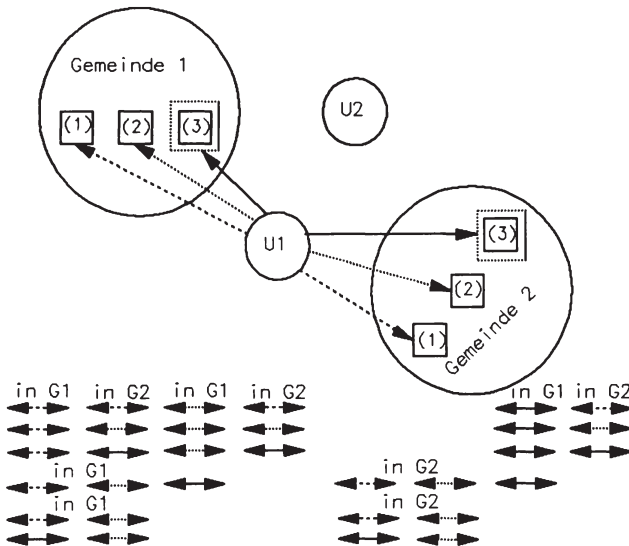 Gemeinde 1
(1) (2) (3)
U2
U1
(3)
(2)
(1)
Gemeinde 2
in G1 in G2 in G1 in G2 in G1 in G2
in G1 in G2
in G1 in G2